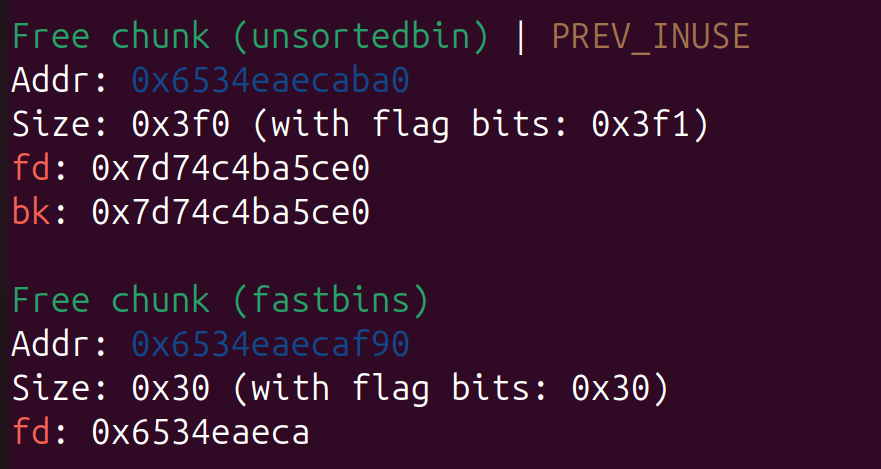 Free chunk (unsortedbin) | PREV_INUSE
Addr: 0x6534eaecaba0
Size: 0x3f0 (with flag bits: 0x3f1)
fd: 0x7d74c4ba5ce0
bk: 0x7d74c4ba5ce0
Free chunk (fastbins)
Addr: 0x6534eaecaf90
Size: 0x30 (with flag bits: 0x30)
fd: 0x6534eaeca